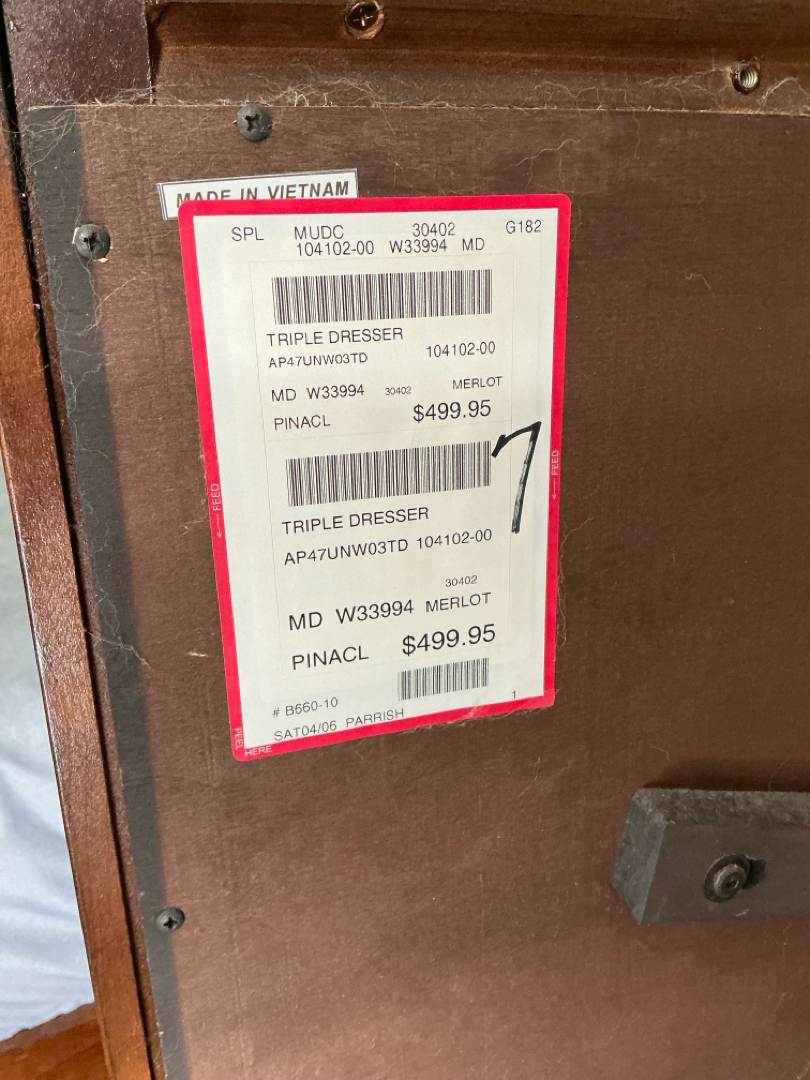 MADE IN VIETNAM
SPL MUDC 30402 G182
104102-00 W33994 MD
TRIPLE DRESSER
AP47UNW03TD 104102-00
MD W33994 30402 MERLOT
PINACL $499.95
7
← FEED
← FEED
TRIPLE DRESSER
AP47UNW03TD 104102-00
30402
MD W33994 MERLOT
PINACL $499.95
# B660-10 1
SAT04/06 PARRISH
PEEL
HERE